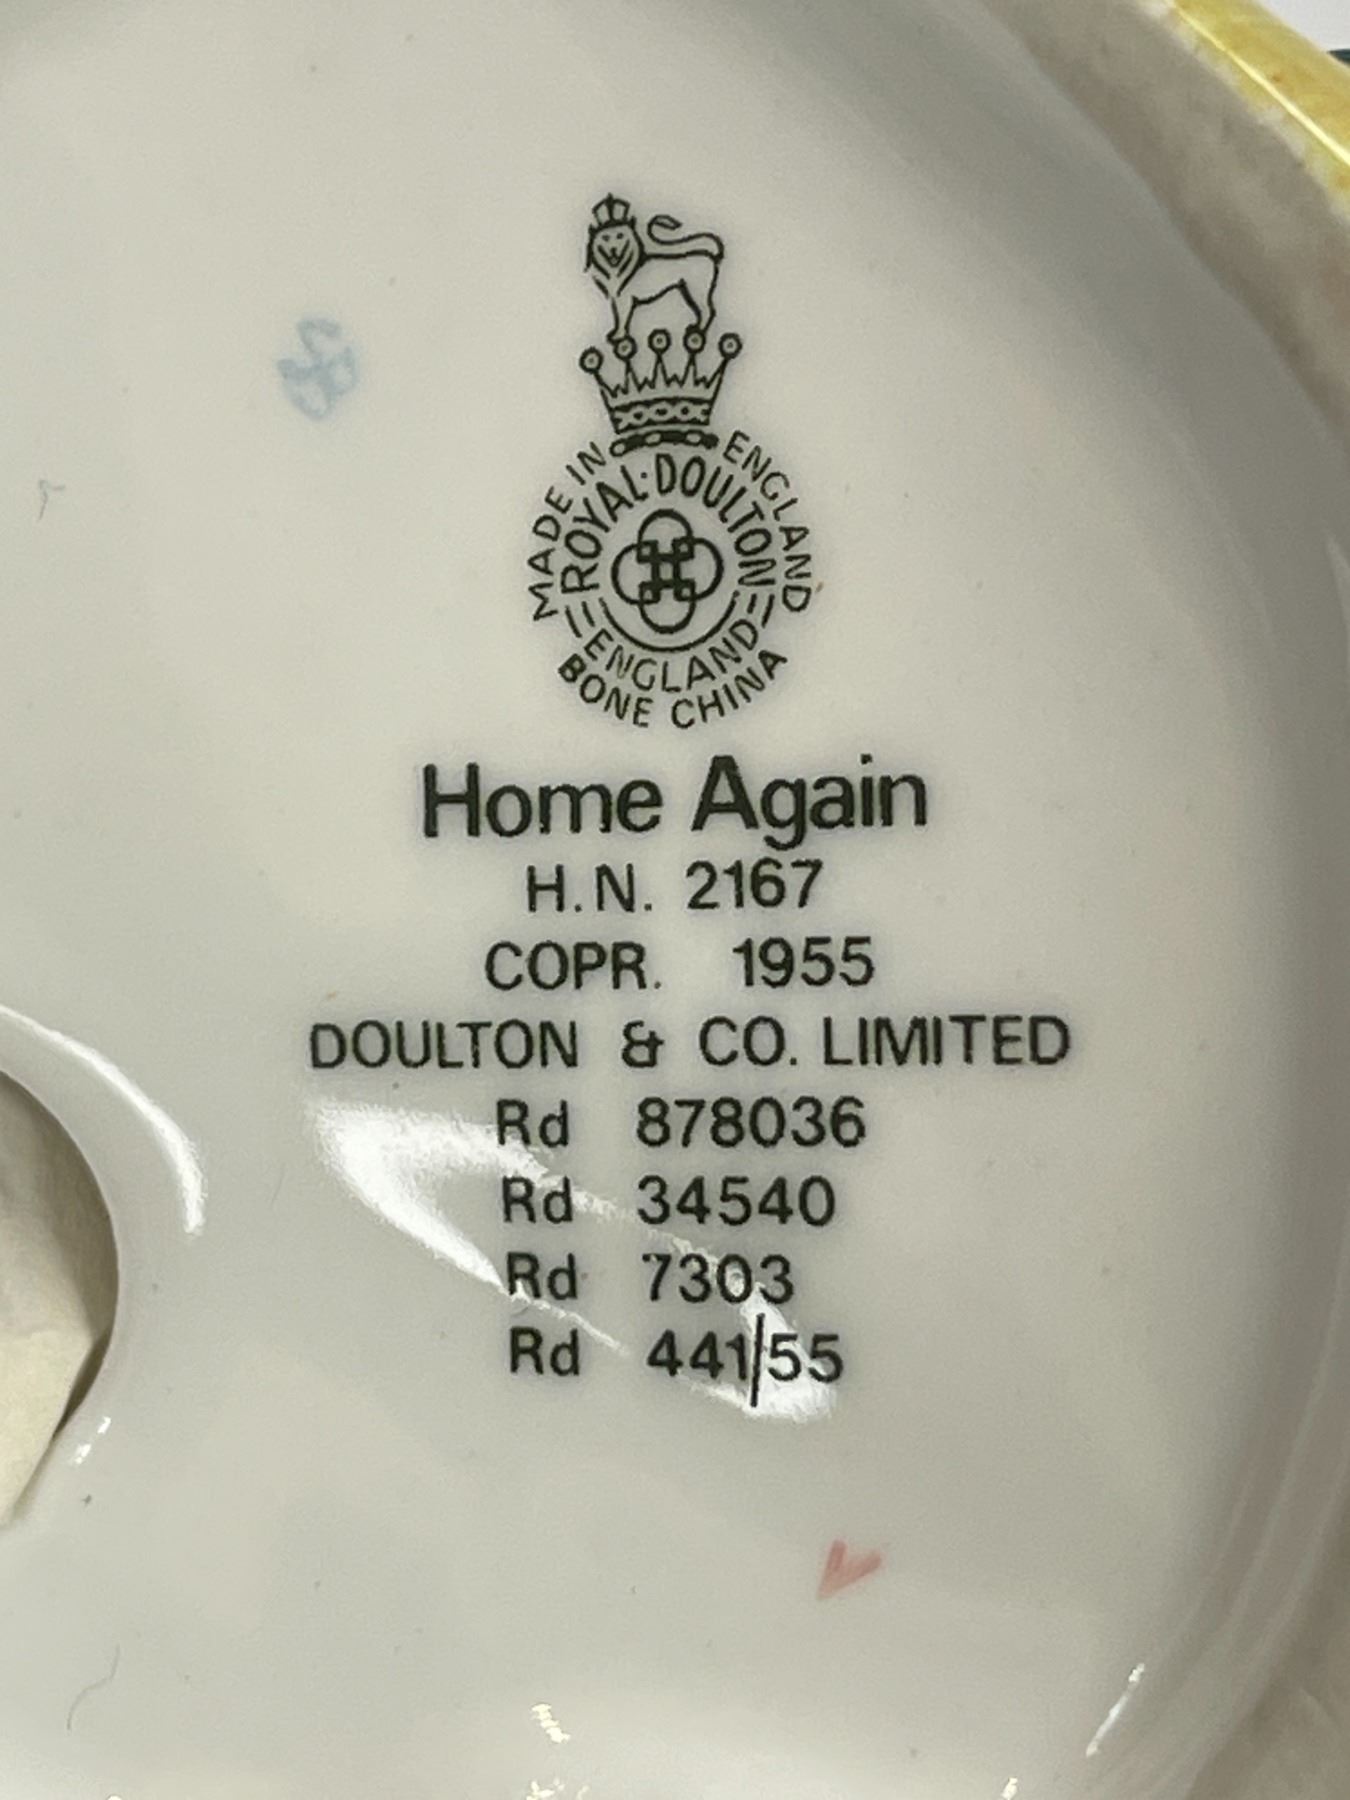 MADE IN ENGLAND
ROYAL·DOULTON
ENGLAND
BONE CHINA
Home Again
H.N. 2167
COPR. 1955
DOULTON & CO. LIMITED
Rd 878036
Rd 34540
Rd 7303
Rd 441/55